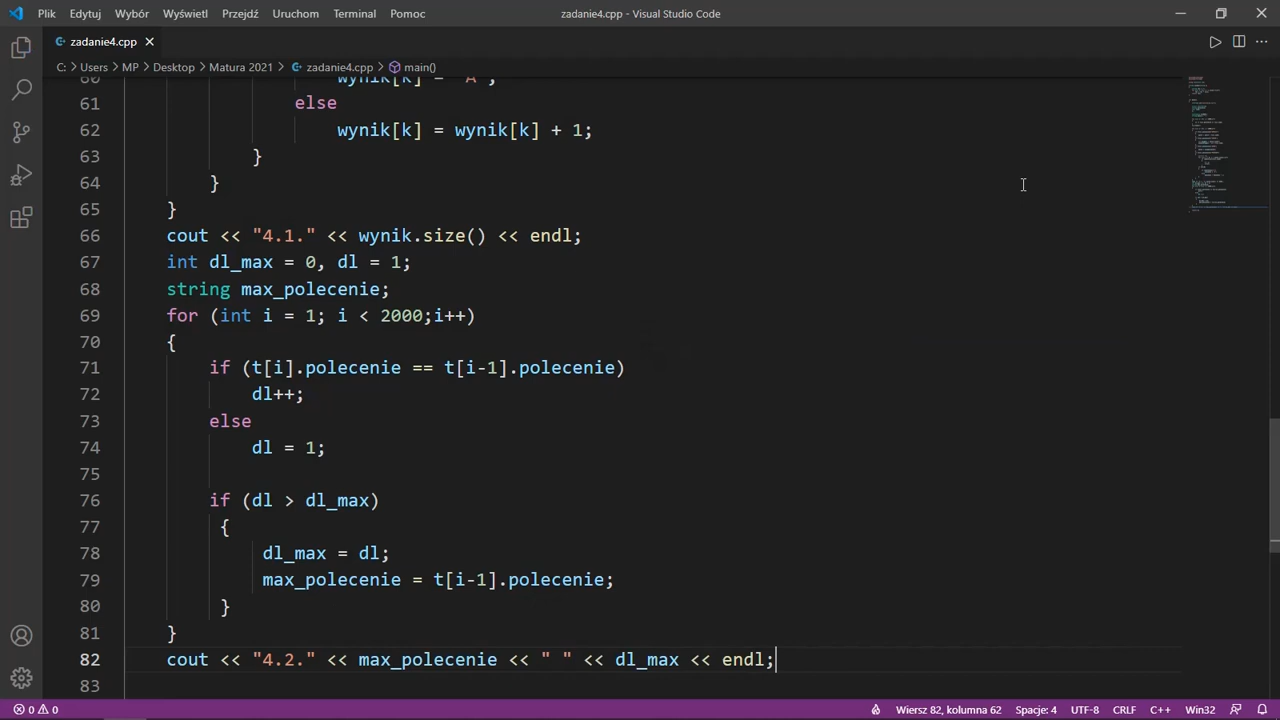 Plik Edytuj Wybór Wyświetl Przejdź Uruchom Terminal Pomoc zadanie4.cpp - Visual Studio Code
zadanie4.cpp
C: > Users > MP > Desktop > Matura 2021 > zadanie4.cpp > main()
60 wynik[k] = 'A';
61 else
62 wynik[k] = wynik[k] + 1;
63 }
64 }
65 }
66 cout << "4.1." << wynik.size() << endl;
67 int dl_max = 0, dl = 1;
68 string max_polecenie;
69 for (int i = 1; i < 2000;i++)
70 {
71 if (t[i].polecenie == t[i-1].polecenie)
72 dl++;
73 else
74 dl = 1;
75
76 if (dl > dl_max)
77 {
78 dl_max = dl;
79 max_polecenie = t[i-1].polecenie;
80 }
81 }
82 cout << "4.2." << max_polecenie << " " << dl_max << endl;
83
0 0 Wiersz 82, kolumna 62 Spacje: 4 UTF-8 CRLF C++ Win32